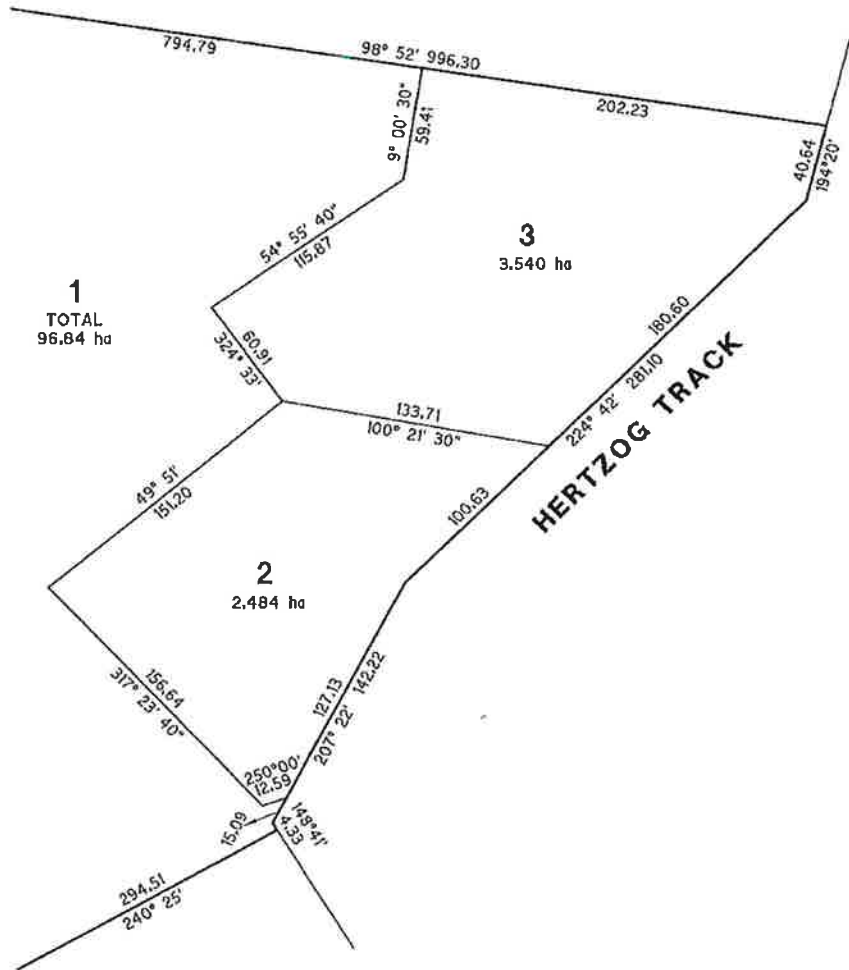 794.79
98° 52' 996.30
202.23
9° 00' 30"
59.41
40.64
194°20'
54° 55' 40"
115.87
3
3.540 ha
1
TOTAL
96.84 ha
60.91
324° 33'
180.60
224° 42' 281.10
HERTZOG TRACK
133.71
100° 21' 30"
49° 51'
151.20
100.63
2
2.484 ha
156.64
317° 23' 40"
127.13
207° 22' 142.22
250°00'
12.59
15.09
148°41'
4.33
294.51
240° 25'